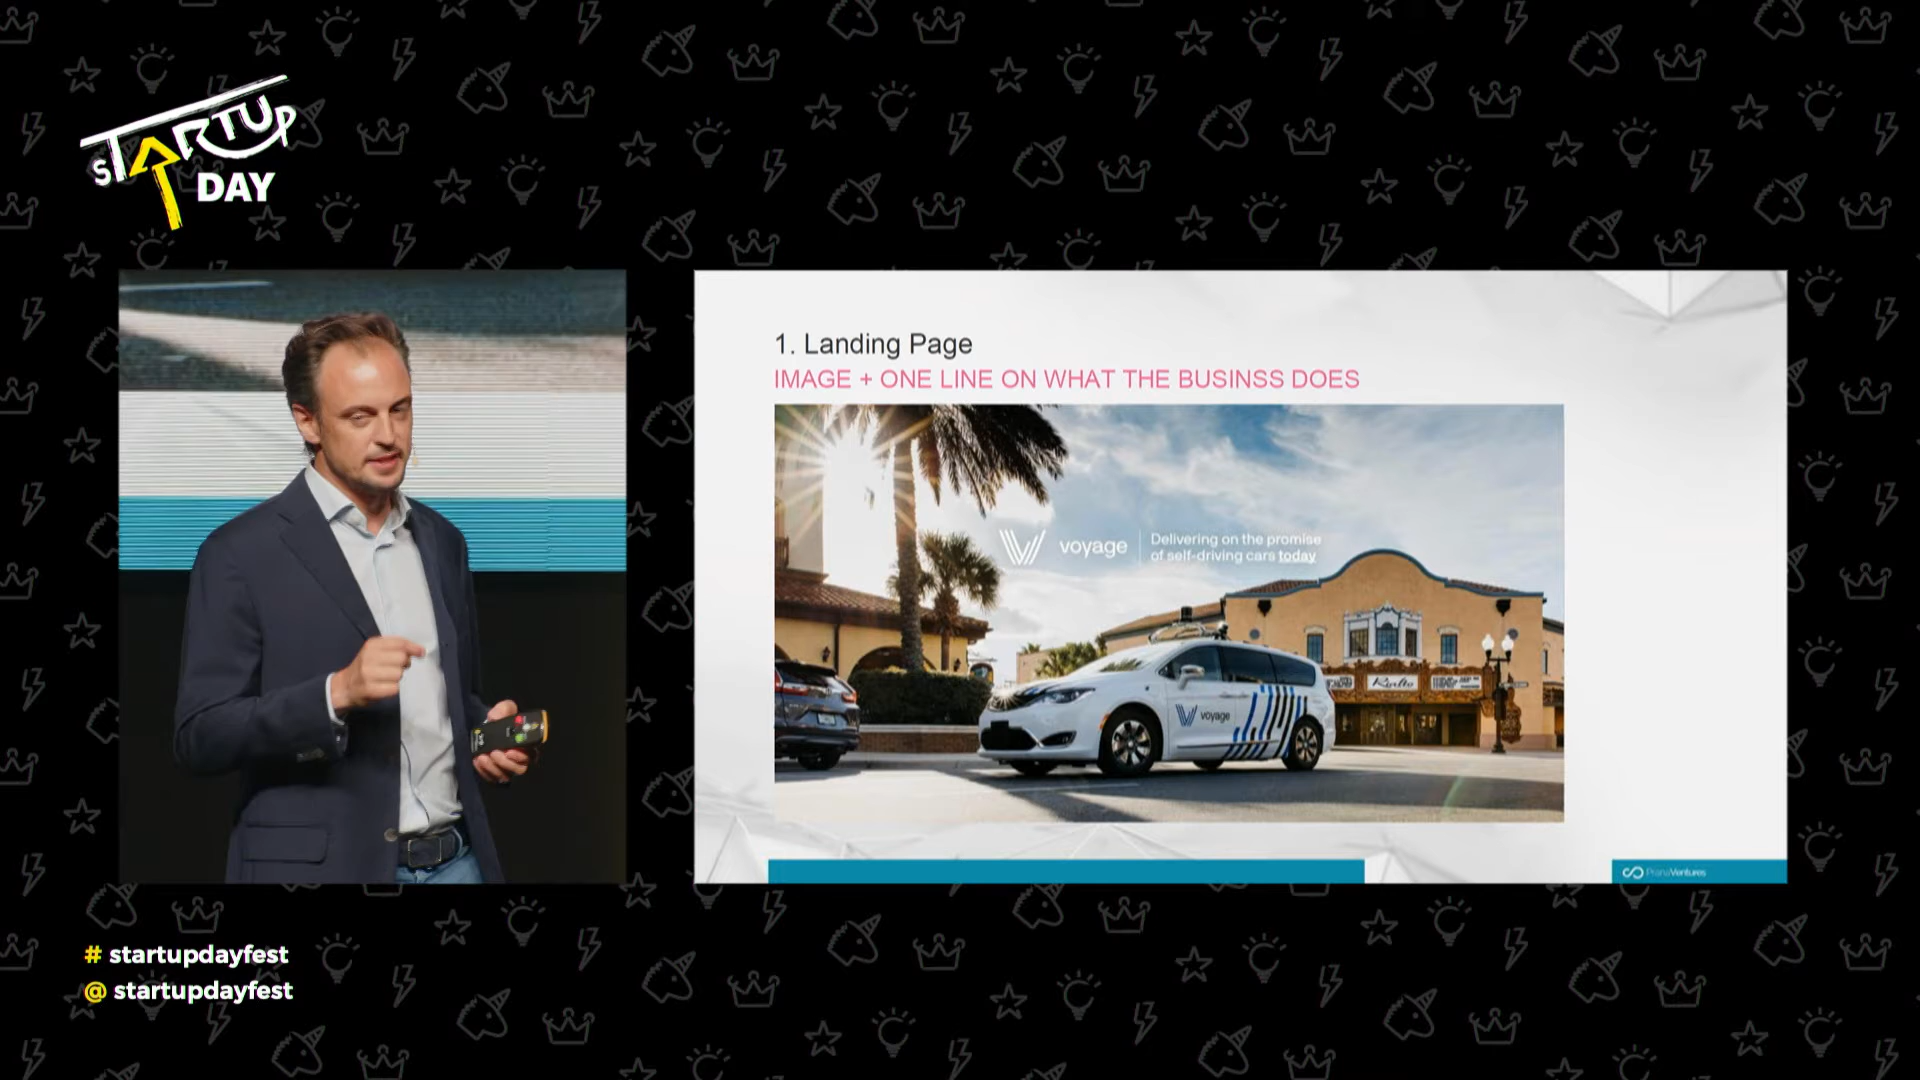 STARTUP
DAY
1. Landing Page
IMAGE + ONE LINE ON WHAT THE BUSINSS DOES
voyage
Delivering on the promise
of self-driving cars today
Rialto
voyage
PranaVentures
# startupdayfest
@ startupdayfest